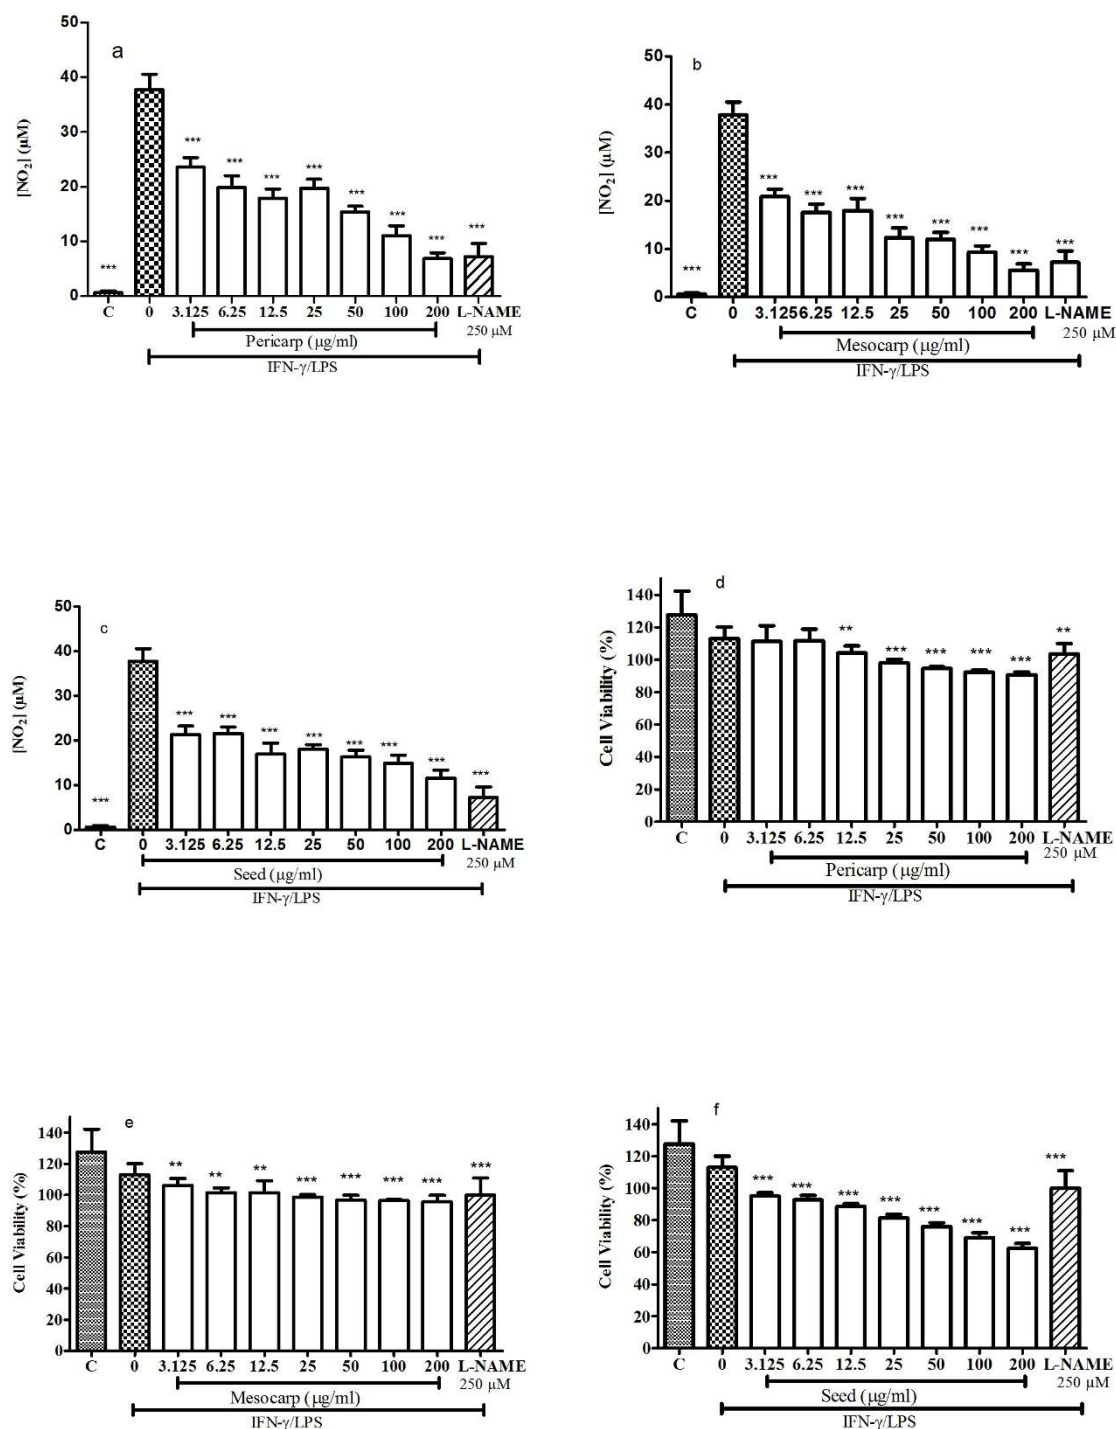 a
50
40
30
20
10
0
[NO2] (µM)
***
*** *** *** *** *** *** *** ***
C 0 3.125 6.25 12.5 25 50 100 200 L-NAME
250 µM
Pericarp (µg/ml)
IFN-γ/LPS
b
50
40
30
20
10
0
[NO2] (µM)
***
*** *** *** *** *** *** *** ***
C 0 3.125 6.25 12.5 25 50 100 200 L-NAME
250 µM
Mesocarp (µg/ml)
IFN-γ/LPS
c
50
40
30
20
10
0
[NO2] (µM)
***
*** *** *** *** *** *** *** ***
C 0 3.125 6.25 12.5 25 50 100 200 L-NAME
250 µM
Seed (µg/ml)
IFN-γ/LPS
d
140
120
100
80
60
40
20
0
Cell Viability (%)
** *** *** *** *** **
C 0 3.125 6.25 12.5 25 50 100 200 L-NAME
250 µM
Pericarp (µg/ml)
IFN-γ/LPS
e
140
120
100
80
60
40
20
0
Cell Viability (%)
** ** ** *** *** *** *** ***
C 0 3.125 6.25 12.5 25 50 100 200 L-NAME
250 µM
Mesocarp (µg/ml)
IFN-γ/LPS
f
140
120
100
80
60
40
20
0
Cell Viability (%)
*** *** *** *** *** *** *** ***
C 0 3.125 6.25 12.5 25 50 100 200 L-NAME
250 µM
Seed (µg/ml)
IFN-γ/LPS